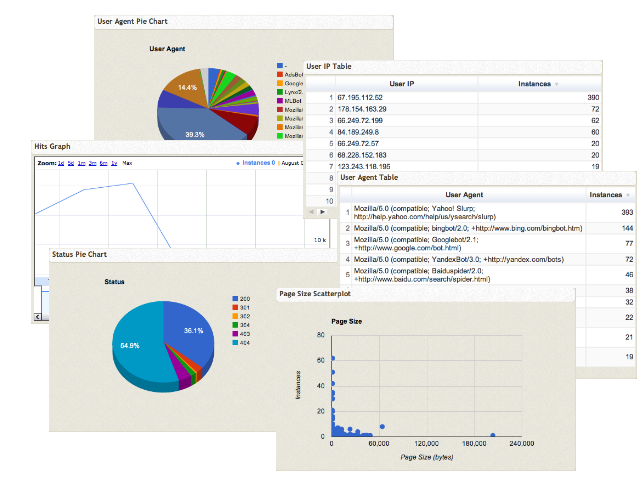 User Agent Pie Chart
User Agent
-
AdsBot
Google
MLBot
Mozilla
Mozilla
Mozilla
Mozilla
14.4%
39.3%
User IP Table
User IP Instances
1 67.195.112.52 390
2 178.154.163.29 72
3 66.249.72.199 62
4 84.189.249.8 60
5 66.249.72.57 20
6 68.228.152.183 20
7 123.243.118.195 19
8
9
10
Hits Graph
Zoom: 1d 5d 1m 3m 6m 1y Max
Instances 0 | August 0
10 k
User Agent Table
User Agent Instances
1 Mozilla/5.0 (compatible; Yahoo! Slurp;
http://help.yahoo.com/help/us/ysearch/slurp) 393
2 Mozilla/5.0 (compatible; bingbot/2.0; +http://www.bing.com/bingbot.htm) 144
3 Mozilla/5.0 (compatible; Googlebot/2.1;
+http://www.google.com/bot.html) 77
4 Mozilla/5.0 (compatible; YandexBot/3.0; +http://yandex.com/bots) 72
5 Mozilla/5.0 (compatible; Baiduspider/2.0;
+http://www.baidu.com/search/spider.html) 46
38
32
22
21
19
Status Pie Chart
Status
200
301
302
304
403
404
36.1%
54.9%
Page Size Scatterplot
Page Size
80
60
40
20
0
Instances
0 60,000 120,000 180,000 240,000
Page Size (bytes)